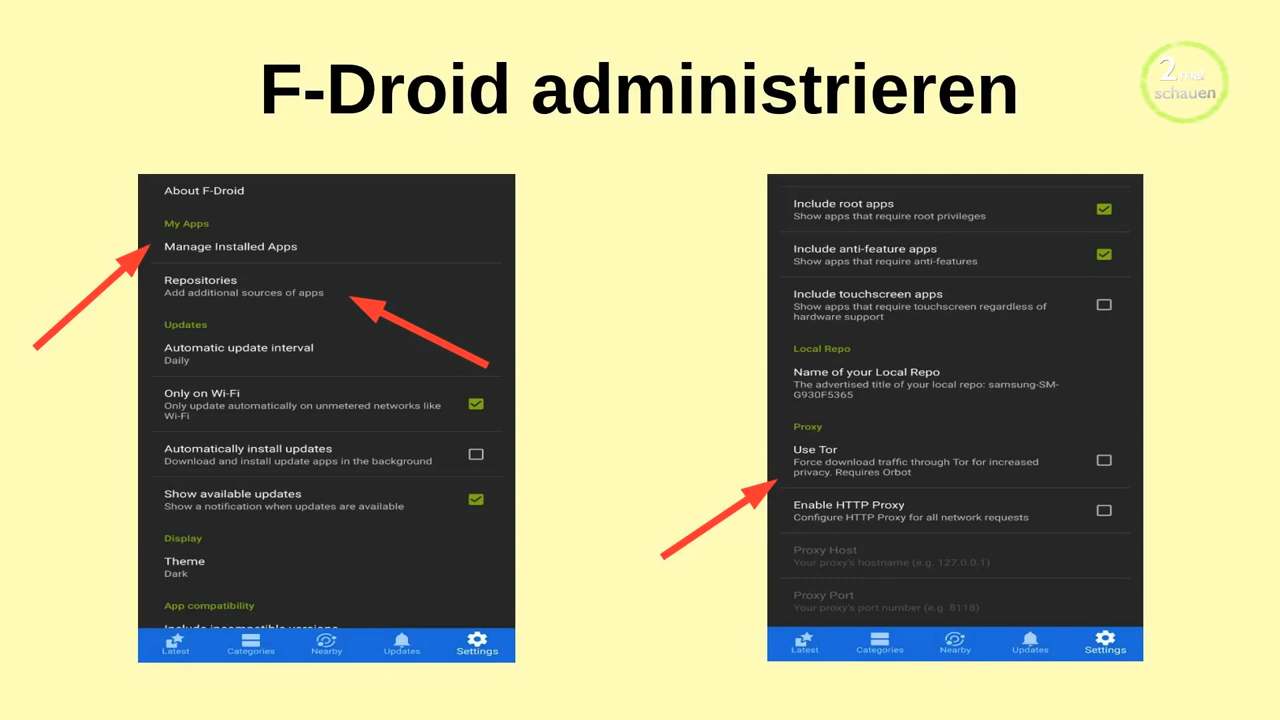 F-Droid administrieren
2 mal
schauen
About F-Droid
My Apps
Manage Installed Apps
Repositories
Add additional sources of apps
Updates
Automatic update interval
Daily
Only on Wi-Fi
Only update automatically on unmetered networks like
Wi-Fi
Automatically install updates
Download and install update apps in the background
Show available updates
Show a notification when updates are available
Display
Theme
Dark
App compatibility
Include incompatible versions
Latest
Categories
Nearby
Updates
Settings
Include root apps
Show apps that require root privileges
Include anti-feature apps
Show apps that require anti-features
Include touchscreen apps
Show apps that require touchscreen regardless of
hardware support
Local Repo
Name of your Local Repo
The advertised title of your local repo: samsung-SM-
G930F5365
Proxy
Use Tor
Force download traffic through Tor for increased
privacy. Requires Orbot
Enable HTTP Proxy
Configure HTTP Proxy for all network requests
Proxy Host
Your proxy's hostname (e.g. 127.0.0.1)
Proxy Port
Your proxy's port number (e.g. 8118)
Latest
Categories
Nearby
Updates
Settings